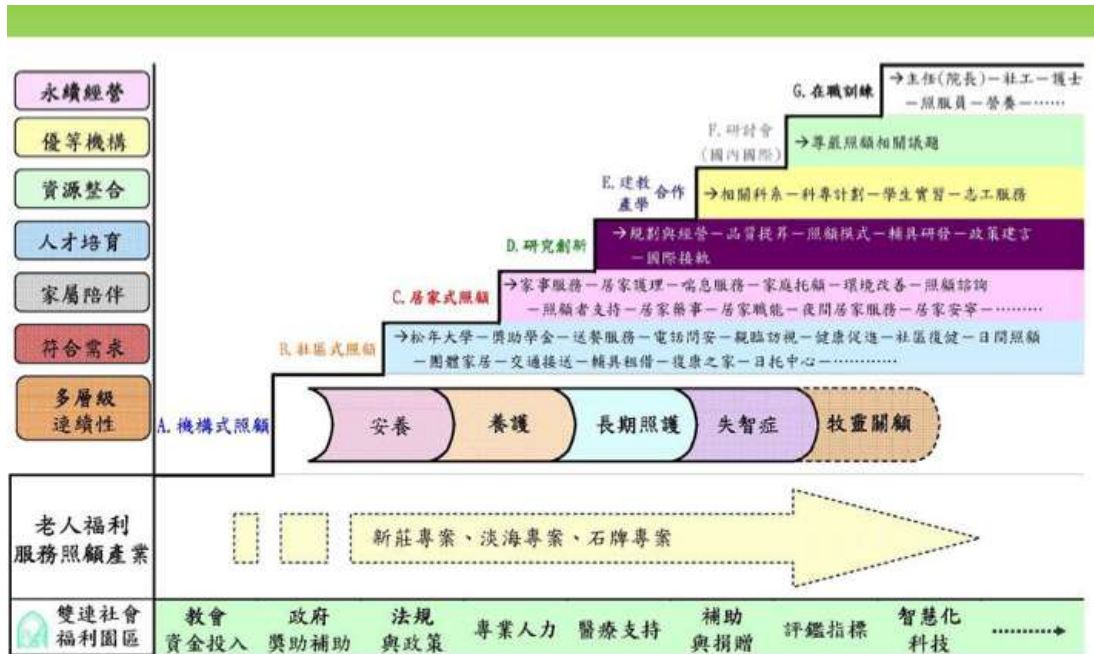 永續經營
優等機構
資源整合
人才培育
家屬陪伴
符合需求
多層級
連續性
G. 在職訓練
→主任(院長)－社工－護士
－照服員－營養－⋯⋯
F. 研討會
(國內國際)
→尊嚴照顧相關議題
E. 建教
產學
合作
→相關科系－科專計劃－學生實習－志工服務
D. 研究創新
→規劃與經營－品質提昇－照顧模式－輔具研發－政策建言
－國際接軌
C. 居家式照顧
→家事服務－居家護理－喘息服務－家庭托顧－環境改善－照顧諮詢
－照顧者支持－居家藥事－居家職能－夜間居家服務－居家安寧－⋯⋯⋯
B. 社區式照顧
→松年大學－獎助學金－送餐服務－電話問安－親臨訪視－健康促進－社區復健－日間照顧
－團體家居－交通接送－輔具租借－復康之家－日托中心－⋯⋯⋯⋯
A. 機構式照顧
安養
養護
長期照護
失智症
牧靈關顧
老人福利
服務照顧產業
新莊專案、淡海專案、石牌專案
雙連社會
福利園區
教會
資金投入
政府
獎助補助
法規
與政策
專業人力
醫療支持
補助
與捐贈
評鑑指標
智慧化
科技